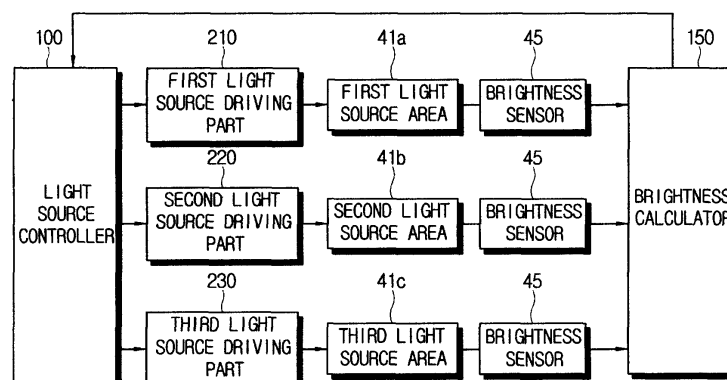 100
210
41a
45
150
FIRST LIGHT
SOURCE DRIVING
PART
FIRST LIGHT
SOURCE AREA
BRIGHTNESS
SENSOR
220
41b
45
LIGHT
SOURCE
CONTROLLER
SECOND LIGHT
SOURCE DRIVING
PART
SECOND LIGHT
SOURCE AREA
BRIGHTNESS
SENSOR
BRIGHTNESS
CALCULATOR
230
41c
45
THIRD LIGHT
SOURCE DRIVING
PART
THIRD LIGHT
SOURCE AREA
BRIGHTNESS
SENSOR